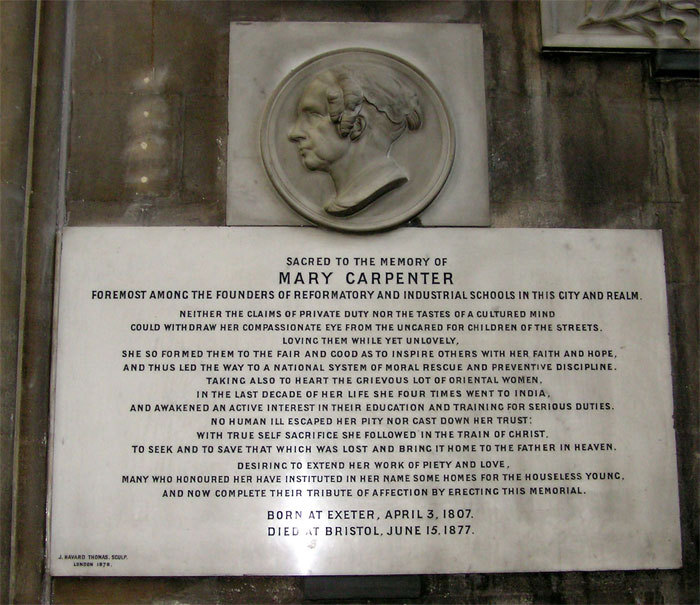 SACRED TO THE MEMORY OF
MARY CARPENTER
FOREMOST AMONG THE FOUNDERS OF REFORMATORY AND INDUSTRIAL SCHOOLS IN THIS CITY AND REALM.
NEITHER THE CLAIMS OF PRIVATE DUTY NOR THE TASTES OF A CULTURED MIND
COULD WITHDRAW HER COMPASSIONATE EYE FROM THE UNCARED FOR CHILDREN OF THE STREETS.
LOVING THEM WHILE YET UNLOVELY,
SHE SO FORMED THEM TO THE FAIR AND GOOD AS TO INSPIRE OTHERS WITH HER FAITH AND HOPE,
AND THUS LED THE WAY TO A NATIONAL SYSTEM OF MORAL RESCUE AND PREVENTIVE DISCIPLINE.
TAKING ALSO TO HEART THE GRIEVOUS LOT OF ORIENTAL WOMEN,
IN THE LAST DECADE OF HER LIFE SHE FOUR TIMES WENT TO INDIA,
AND AWAKENED AN ACTIVE INTEREST IN THEIR EDUCATION AND TRAINING FOR SERIOUS DUTIES.
NO HUMAN ILL ESCAPED HER PITY NOR CAST DOWN HER TRUST:
WITH TRUE SELF SACRIFICE SHE FOLLOWED IN THE TRAIN OF CHRIST,
TO SEEK AND TO SAVE THAT WHICH WAS LOST AND BRING IT HOME TO THE FATHER IN HEAVEN.
DESIRING TO EXTEND HER WORK OF PIETY AND LOVE,
MANY WHO HONOURED HER HAVE INSTITUTED IN HER NAME SOME HOMES FOR THE HOUSELESS YOUNG,
AND NOW COMPLETE THEIR TRIBUTE OF AFFECTION BY ERECTING THIS MEMORIAL.
BORN AT EXETER, APRIL 3, 1807.
DIED AT BRISTOL, JUNE 15, 1877.
J. HAVARD THOMAS, SCULP.
LONDON 1878.